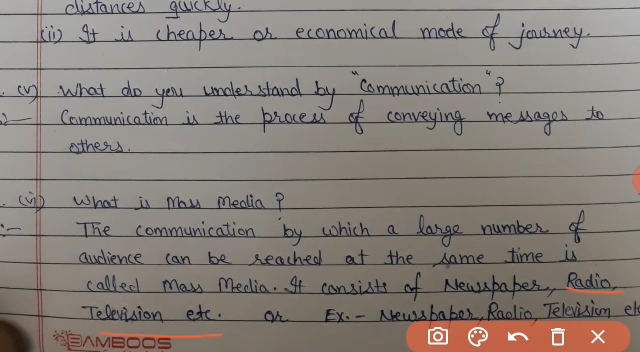 distances quickly.
(ii) It is cheaper or economical mode of journey.
(v) What do you understand by "Communication"?
Communication is the process of conveying messages to
others.
(vi) What is Mass Media?
:- The communication by which a large number of
audience can be reached at the same time is
called Mass Media. It consists of Newspaper, Radio,
Television etc. or Ex.- Newspaper, Radio, Television etc
BAMBOOS